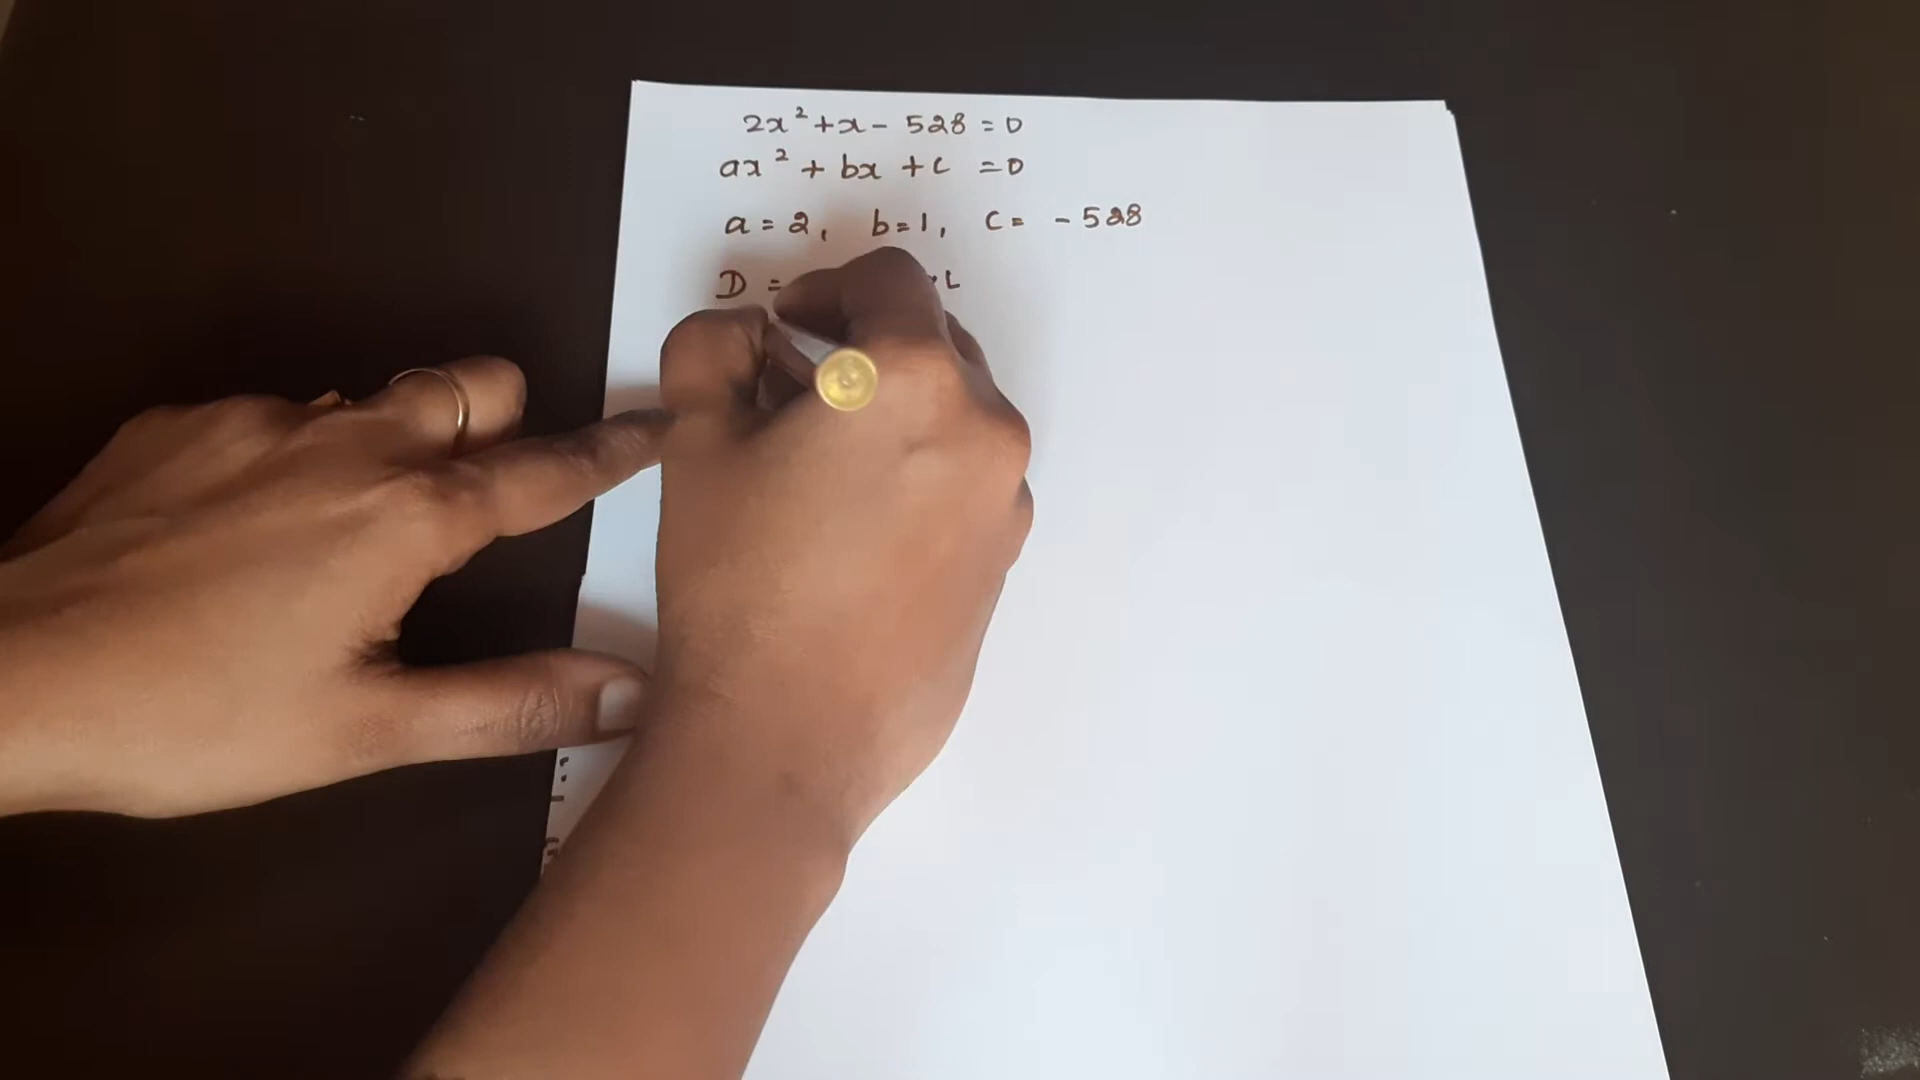 2x²+x- 528 = 0
ax² + bx + c = 0
a = 2, b=1, c= -528
D =